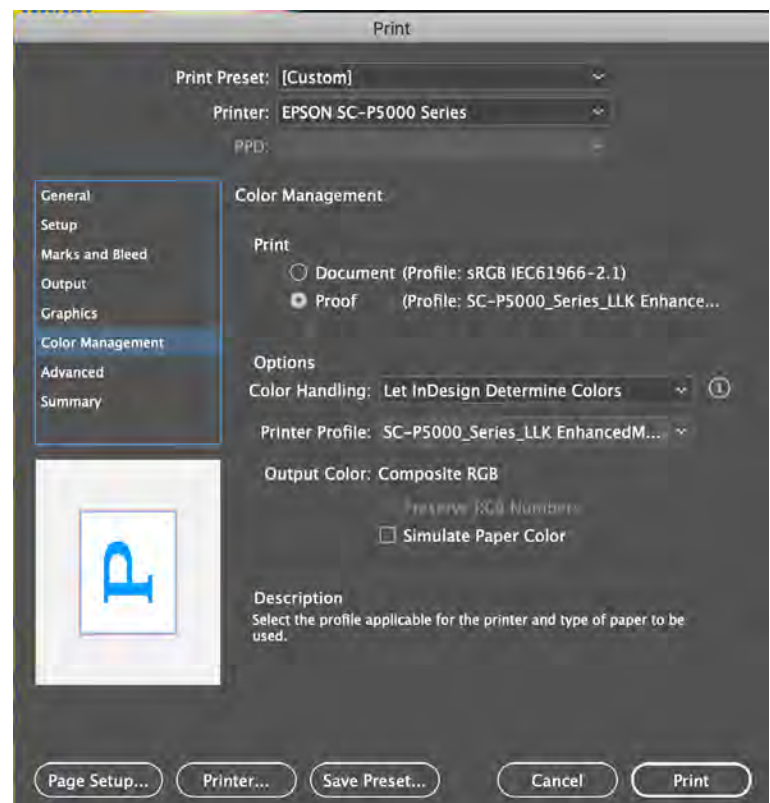 Print
Print Preset: [Custom]
Printer: EPSON SC-P5000 Series
PPD:
General
Setup
Marks and Bleed
Output
Graphics
Color Management
Advanced
Summary
Color Management
Print
Document (Profile: sRGB IEC61966-2.1)
Proof (Profile: SC-P5000_Series_LLK Enhance...
Options
Color Handling: Let InDesign Determine Colors
Printer Profile: SC-P5000_Series_LLK EnhancedM...
Output Color: Composite RGB
Preserve RGB Numbers
Simulate Paper Color
P
Description
Select the profile applicable for the printer and type of paper to be
used.
Page Setup... Printer... Save Preset... Cancel Print